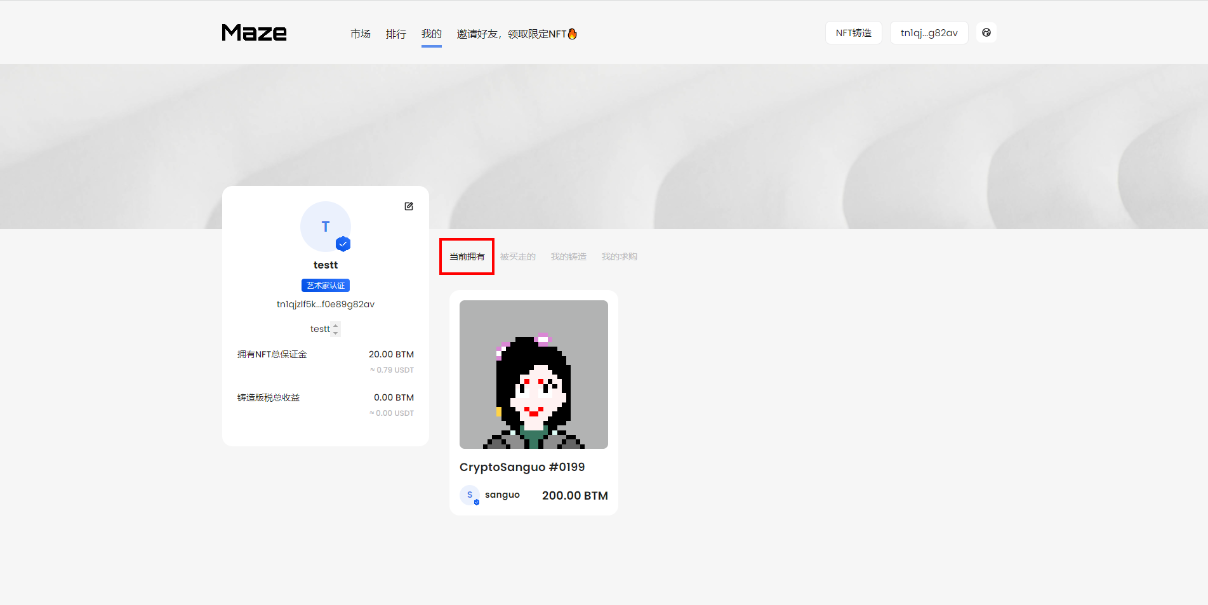 Maze
市场 排行 我的 邀请好友，领取限定NFT🔥
NFT铸造 tn1qj...g82av
T
testt
艺术家认证
tn1qjzlf5k...f0e89g82av
testt
拥有NFT总保证金 20.00 BTM
≈ 0.79 USDT
铸造版税总收益 0.00 BTM
≈ 0.00 USDT
当前拥有 被买走的 我的铸造 我的求购
CryptoSanguo #0199
S sanguo 200.00 BTM